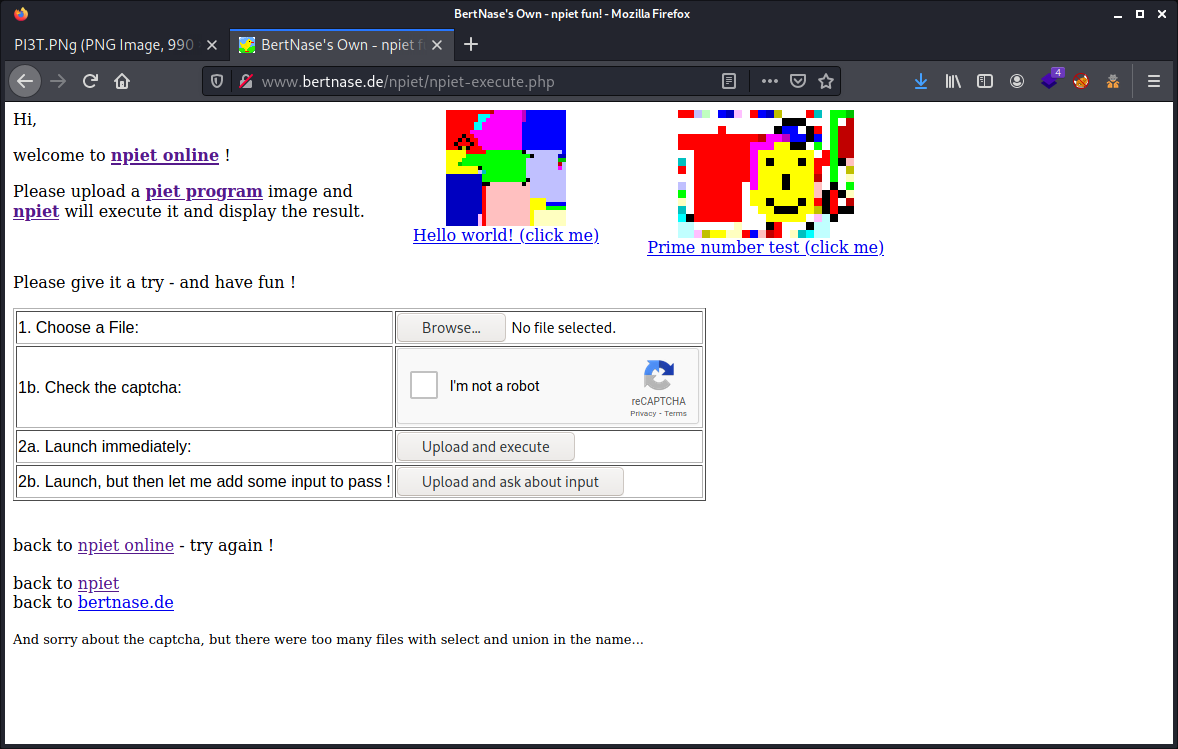 BertNase's Own - npiet fun! - Mozilla Firefox
PI3T.PNg (PNG Image, 990
BertNase's Own - npiet
www.bertnase.de/npiet/npiet-execute.php
4
Hi,
welcome to npiet online !
Please upload a piet program image and
npiet will execute it and display the result.
Hello world! (click me)
Prime number test (click me)
Please give it a try - and have fun !
1. Choose a File:
Browse... No file selected.
1b. Check the captcha:
I'm not a robot
reCAPTCHA
Privacy - Terms
2a. Launch immediately:
Upload and execute
2b. Launch, but then let me add some input to pass !
Upload and ask about input
back to npiet online - try again !
back to npiet
back to bertnase.de
And sorry about the captcha, but there were too many files with select and union in the name...